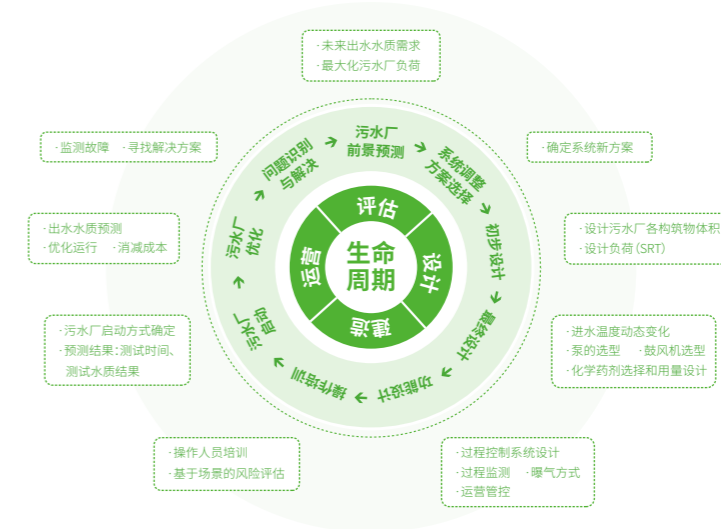 ·未来出水水质需求
·最大化污水厂负荷
·监测故障 ·寻找解决方案
·确定系统新方案
·出水水质预测
·优化运行 ·消减成本
·设计污水厂各构筑物体积
·设计负荷(SRT)
·污水厂启动方式确定
·预测结果:测试时间、
测试水质结果
·进水温度动态变化
·泵的选型 ·鼓风机选型
·化学药剂选择和用量设计
·操作人员培训
·基于场景的风险评估
·过程控制系统设计
·过程监测 ·曝气方式
·运营管控
污水厂
前景预测
系统调整
方案选择
初步设计
最终设计
功能设计
操作培训
污水厂
启动
污水厂
优化
问题识别
与解决
评估
设计
建造
运营
生命
周期